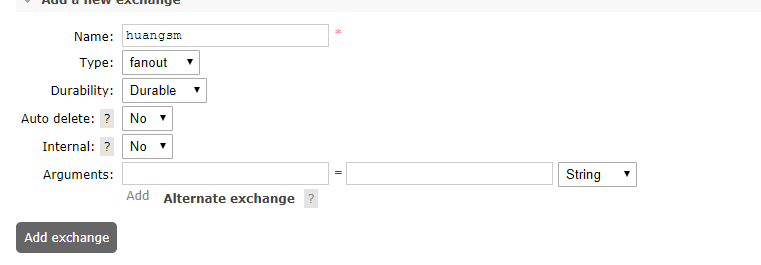 Add a new exchange
Name: huangsm *
Type: fanout
Durability: Durable
Auto delete: ? No
Internal: ? No
Arguments: = String
Add Alternate exchange ?
Add exchange